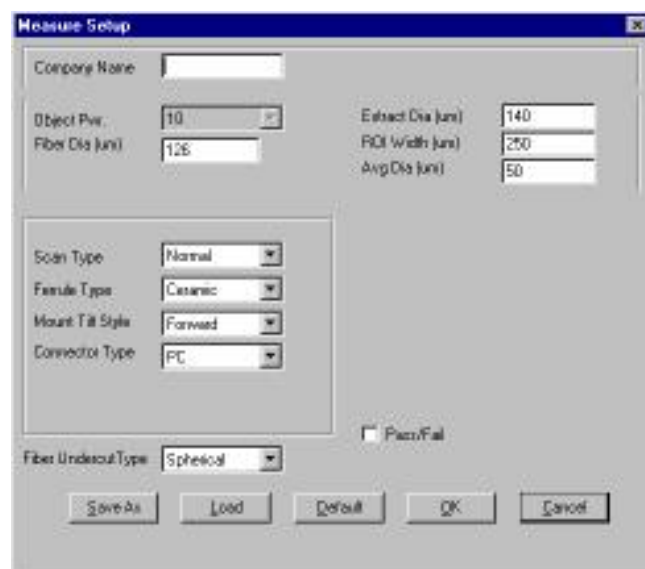 Measure Setup
Company Name
Object Pwr. 10
Fiber Dia (um) 126
Extract Dia (um) 140
ROI Width (um) 250
Avg Dia (um) 50
Scan Type Normal
Ferrule Type Ceramic
Mount Tilt Style Forward
Connector Type PC
Pass/Fail
Fiber Undercut Type Spherical
Save As Load Default OK Cancel